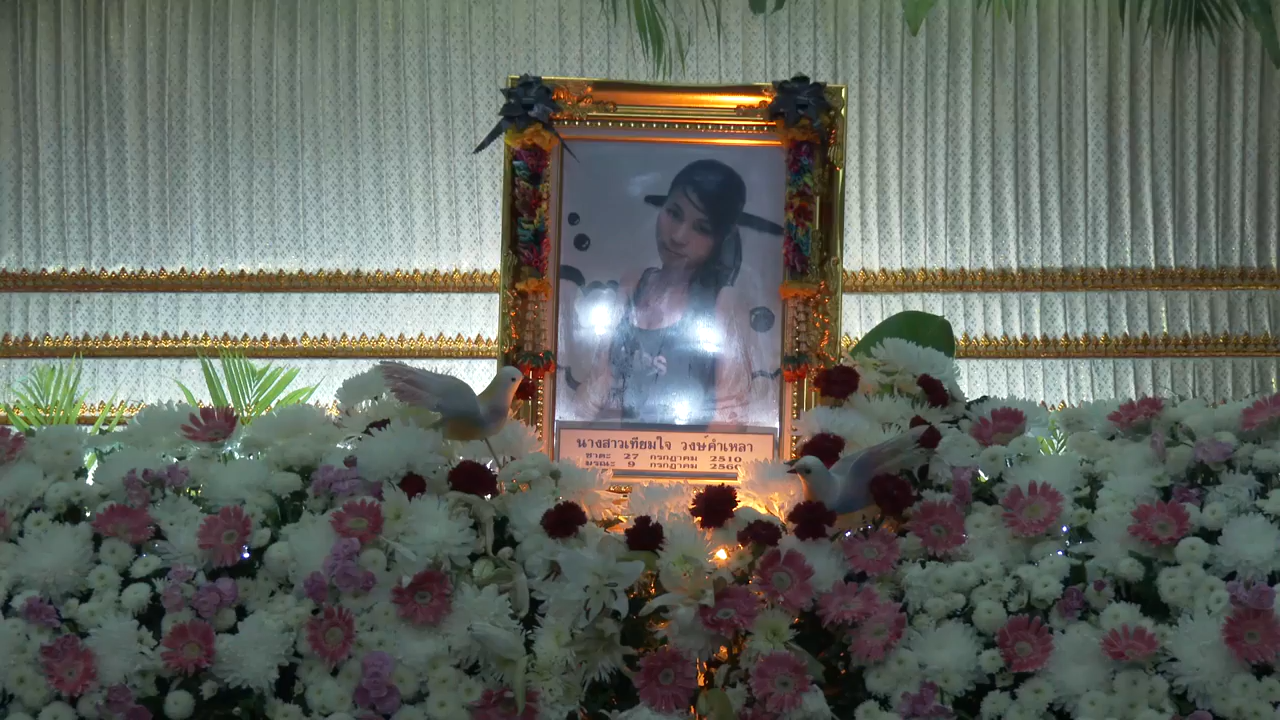 นางสาวเทียมใจ วงษ์คำเหลา
ชาตะ 27 กรกฎาคม 2510
มรณะ 9 กรกฎาคม 2560